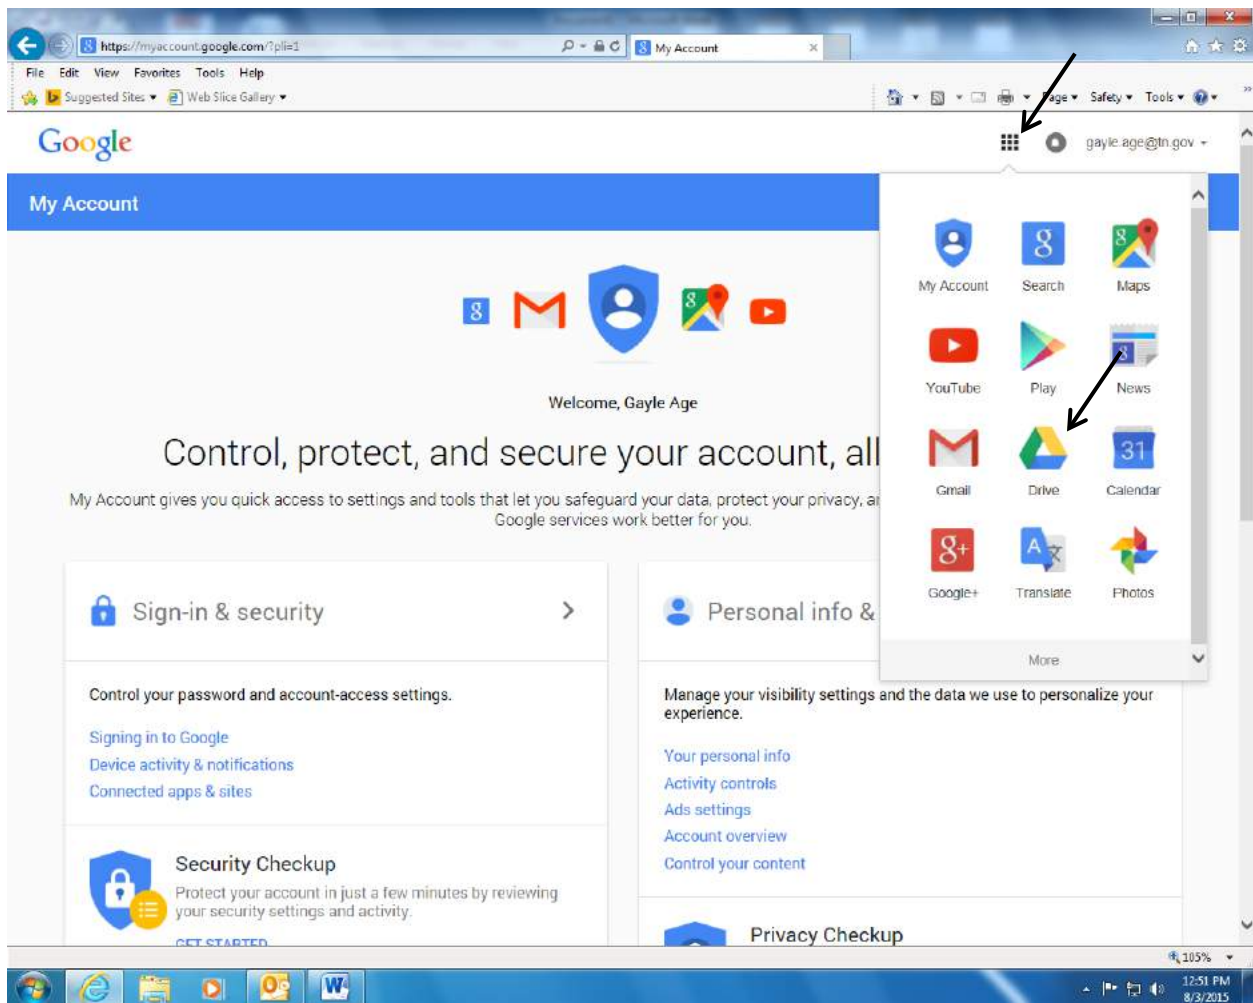 https://myaccount.google.com/?pli=1
My Account
File Edit View Favorites Tools Help
Suggested Sites Web Slice Gallery
Page Safety Tools
Google
gayle.age@tn.gov
My Account
My Account Search Maps
YouTube Play News
Gmail Drive Calendar
31
Google+ Translate Photos
More
Welcome, Gayle Age
Control, protect, and secure your account, all
My Account gives you quick access to settings and tools that let you safeguard your data, protect your privacy,
Google services work better for you.
Sign-in & security
Control your password and account-access settings.
Signing in to Google
Device activity & notifications
Connected apps & sites
Security Checkup
Protect your account in just a few minutes by reviewing
your security settings and activity.
GET STARTED
Personal info &
Manage your visibility settings and the data we use to personalize your
experience.
Your personal info
Activity controls
Ads settings
Account overview
Control your content
Privacy Checkup
105%
12:51 PM
8/3/2015